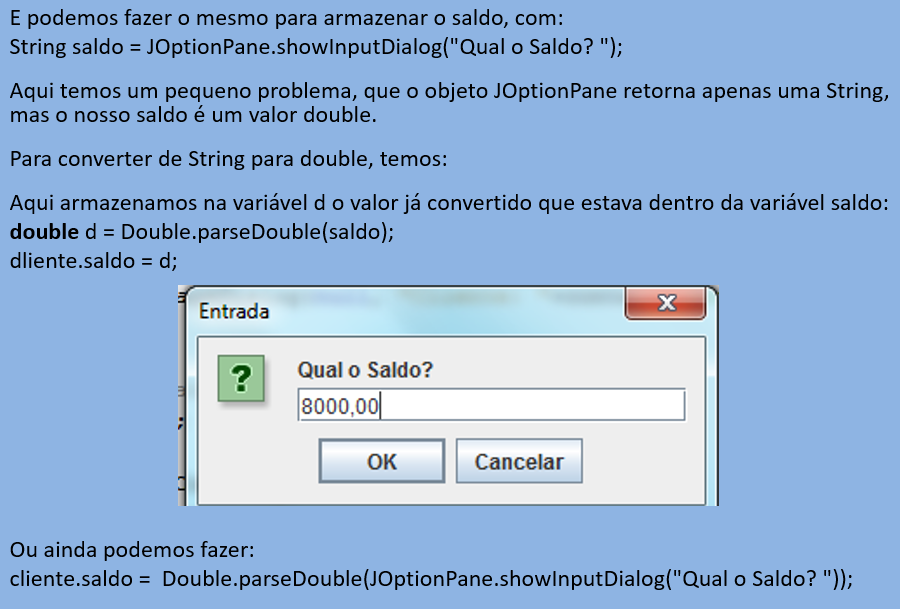 E podemos fazer o mesmo para armazenar o saldo, com:
String saldo = JOptionPane.showInputDialog("Qual o Saldo? ");
Aqui temos um pequeno problema, que o objeto JOptionPane retorna apenas uma String,
mas o nosso saldo é um valor double.
Para converter de String para double, temos:
Aqui armazenamos na variável d o valor já convertido que estava dentro da variável saldo:
double d = Double.parseDouble(saldo);
dliente.saldo = d;
Entrada
Qual o Saldo?
?
8000,00
OK Cancelar
Ou ainda podemos fazer:
cliente.saldo =  Double.parseDouble(JOptionPane.showInputDialog("Qual o Saldo? "));